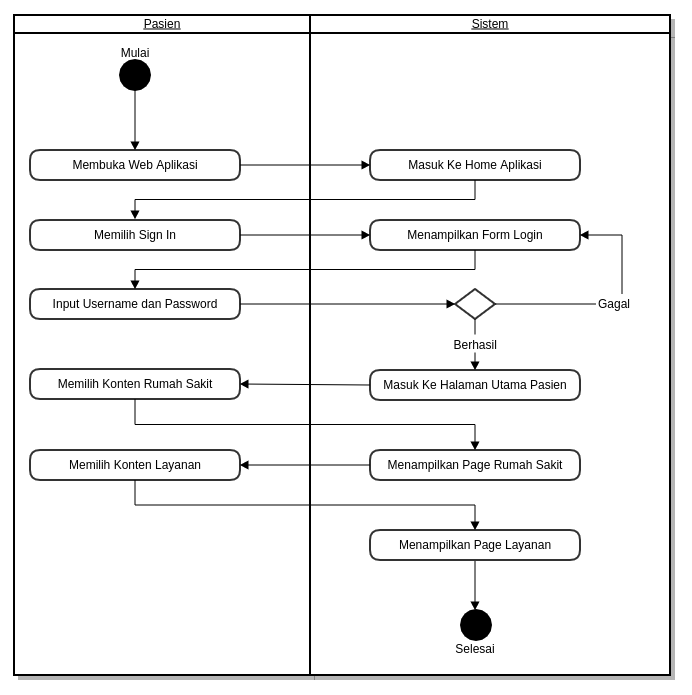 Pasien
Sistem
Mulai
Membuka Web Aplikasi
Masuk Ke Home Aplikasi
Memilih Sign In
Menampilkan Form Login
Input Username dan Password
Gagal
Berhasil
Memilih Konten Rumah Sakit
Masuk Ke Halaman Utama Pasien
Memilih Konten Layanan
Menampilkan Page Rumah Sakit
Menampilkan Page Layanan
Selesai